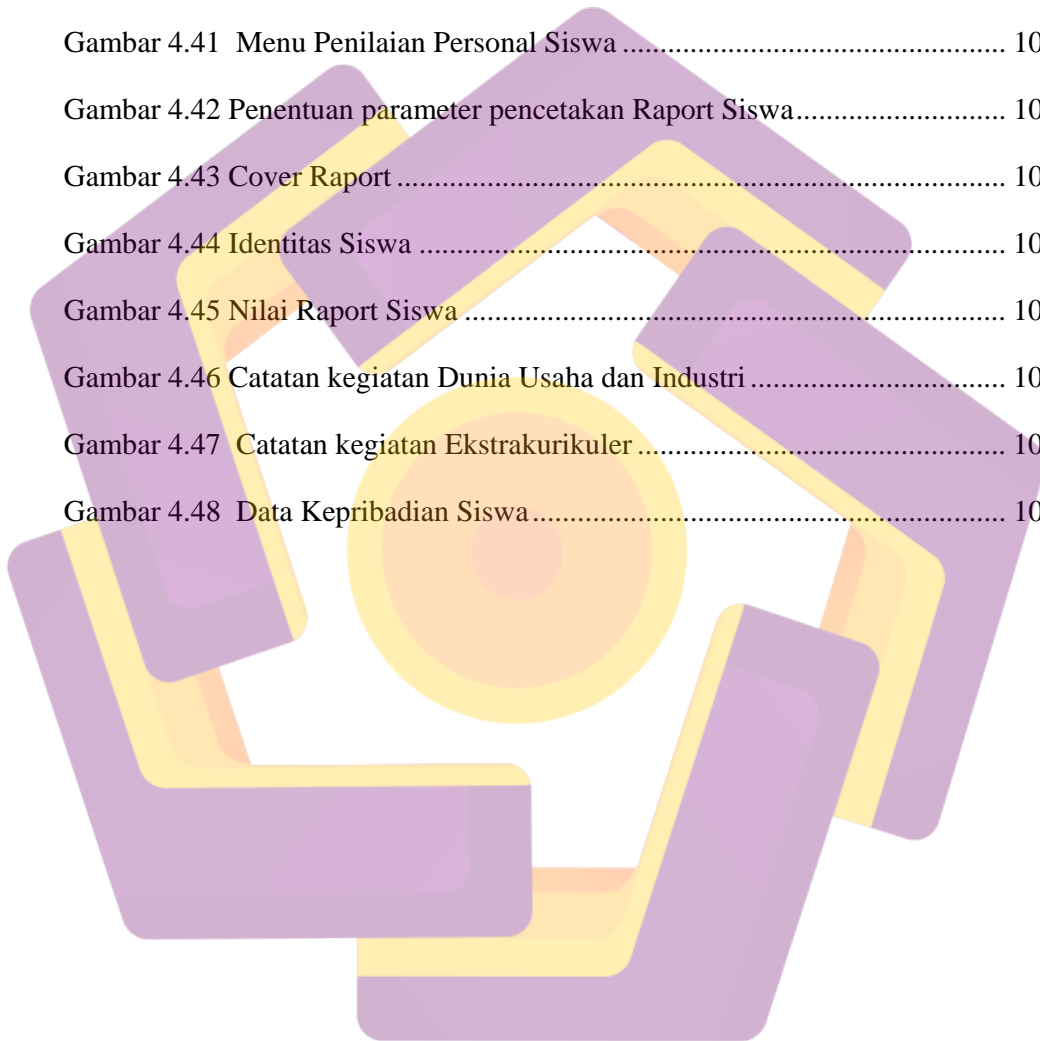 Gambar 4.41  Menu Penilaian Personal Siswa ..................................................... 10
Gambar 4.42 Penentuan parameter pencetakan Raport Siswa ............................. 10
Gambar 4.43 Cover Raport .................................................................................. 10
Gambar 4.44 Identitas Siswa ............................................................................... 10
Gambar 4.45 Nilai Raport Siswa ......................................................................... 10
Gambar 4.46 Catatan kegiatan Dunia Usaha dan Industri ................................... 10
Gambar 4.47  Catatan kegiatan Ekstrakurikuler .................................................. 10
Gambar 4.48  Data Kepribadian Siswa ................................................................ 10